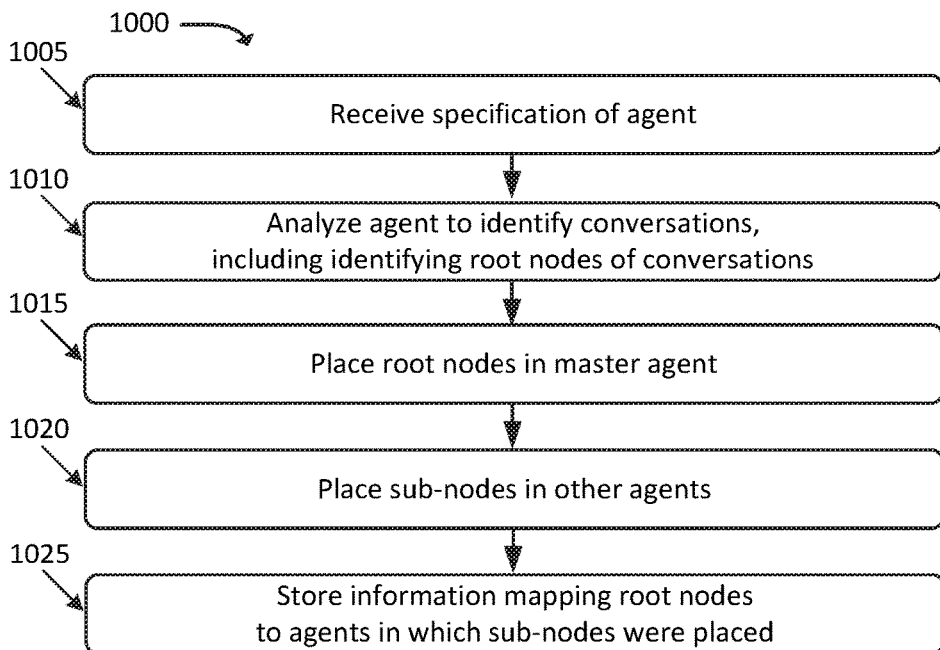 1000
1005
Receive specification of agent
1010
Analyze agent to identify conversations,
including identifying root nodes of conversations
1015
Place root nodes in master agent
1020
Place sub-nodes in other agents
1025
Store information mapping root nodes
to agents in which sub-nodes were placed